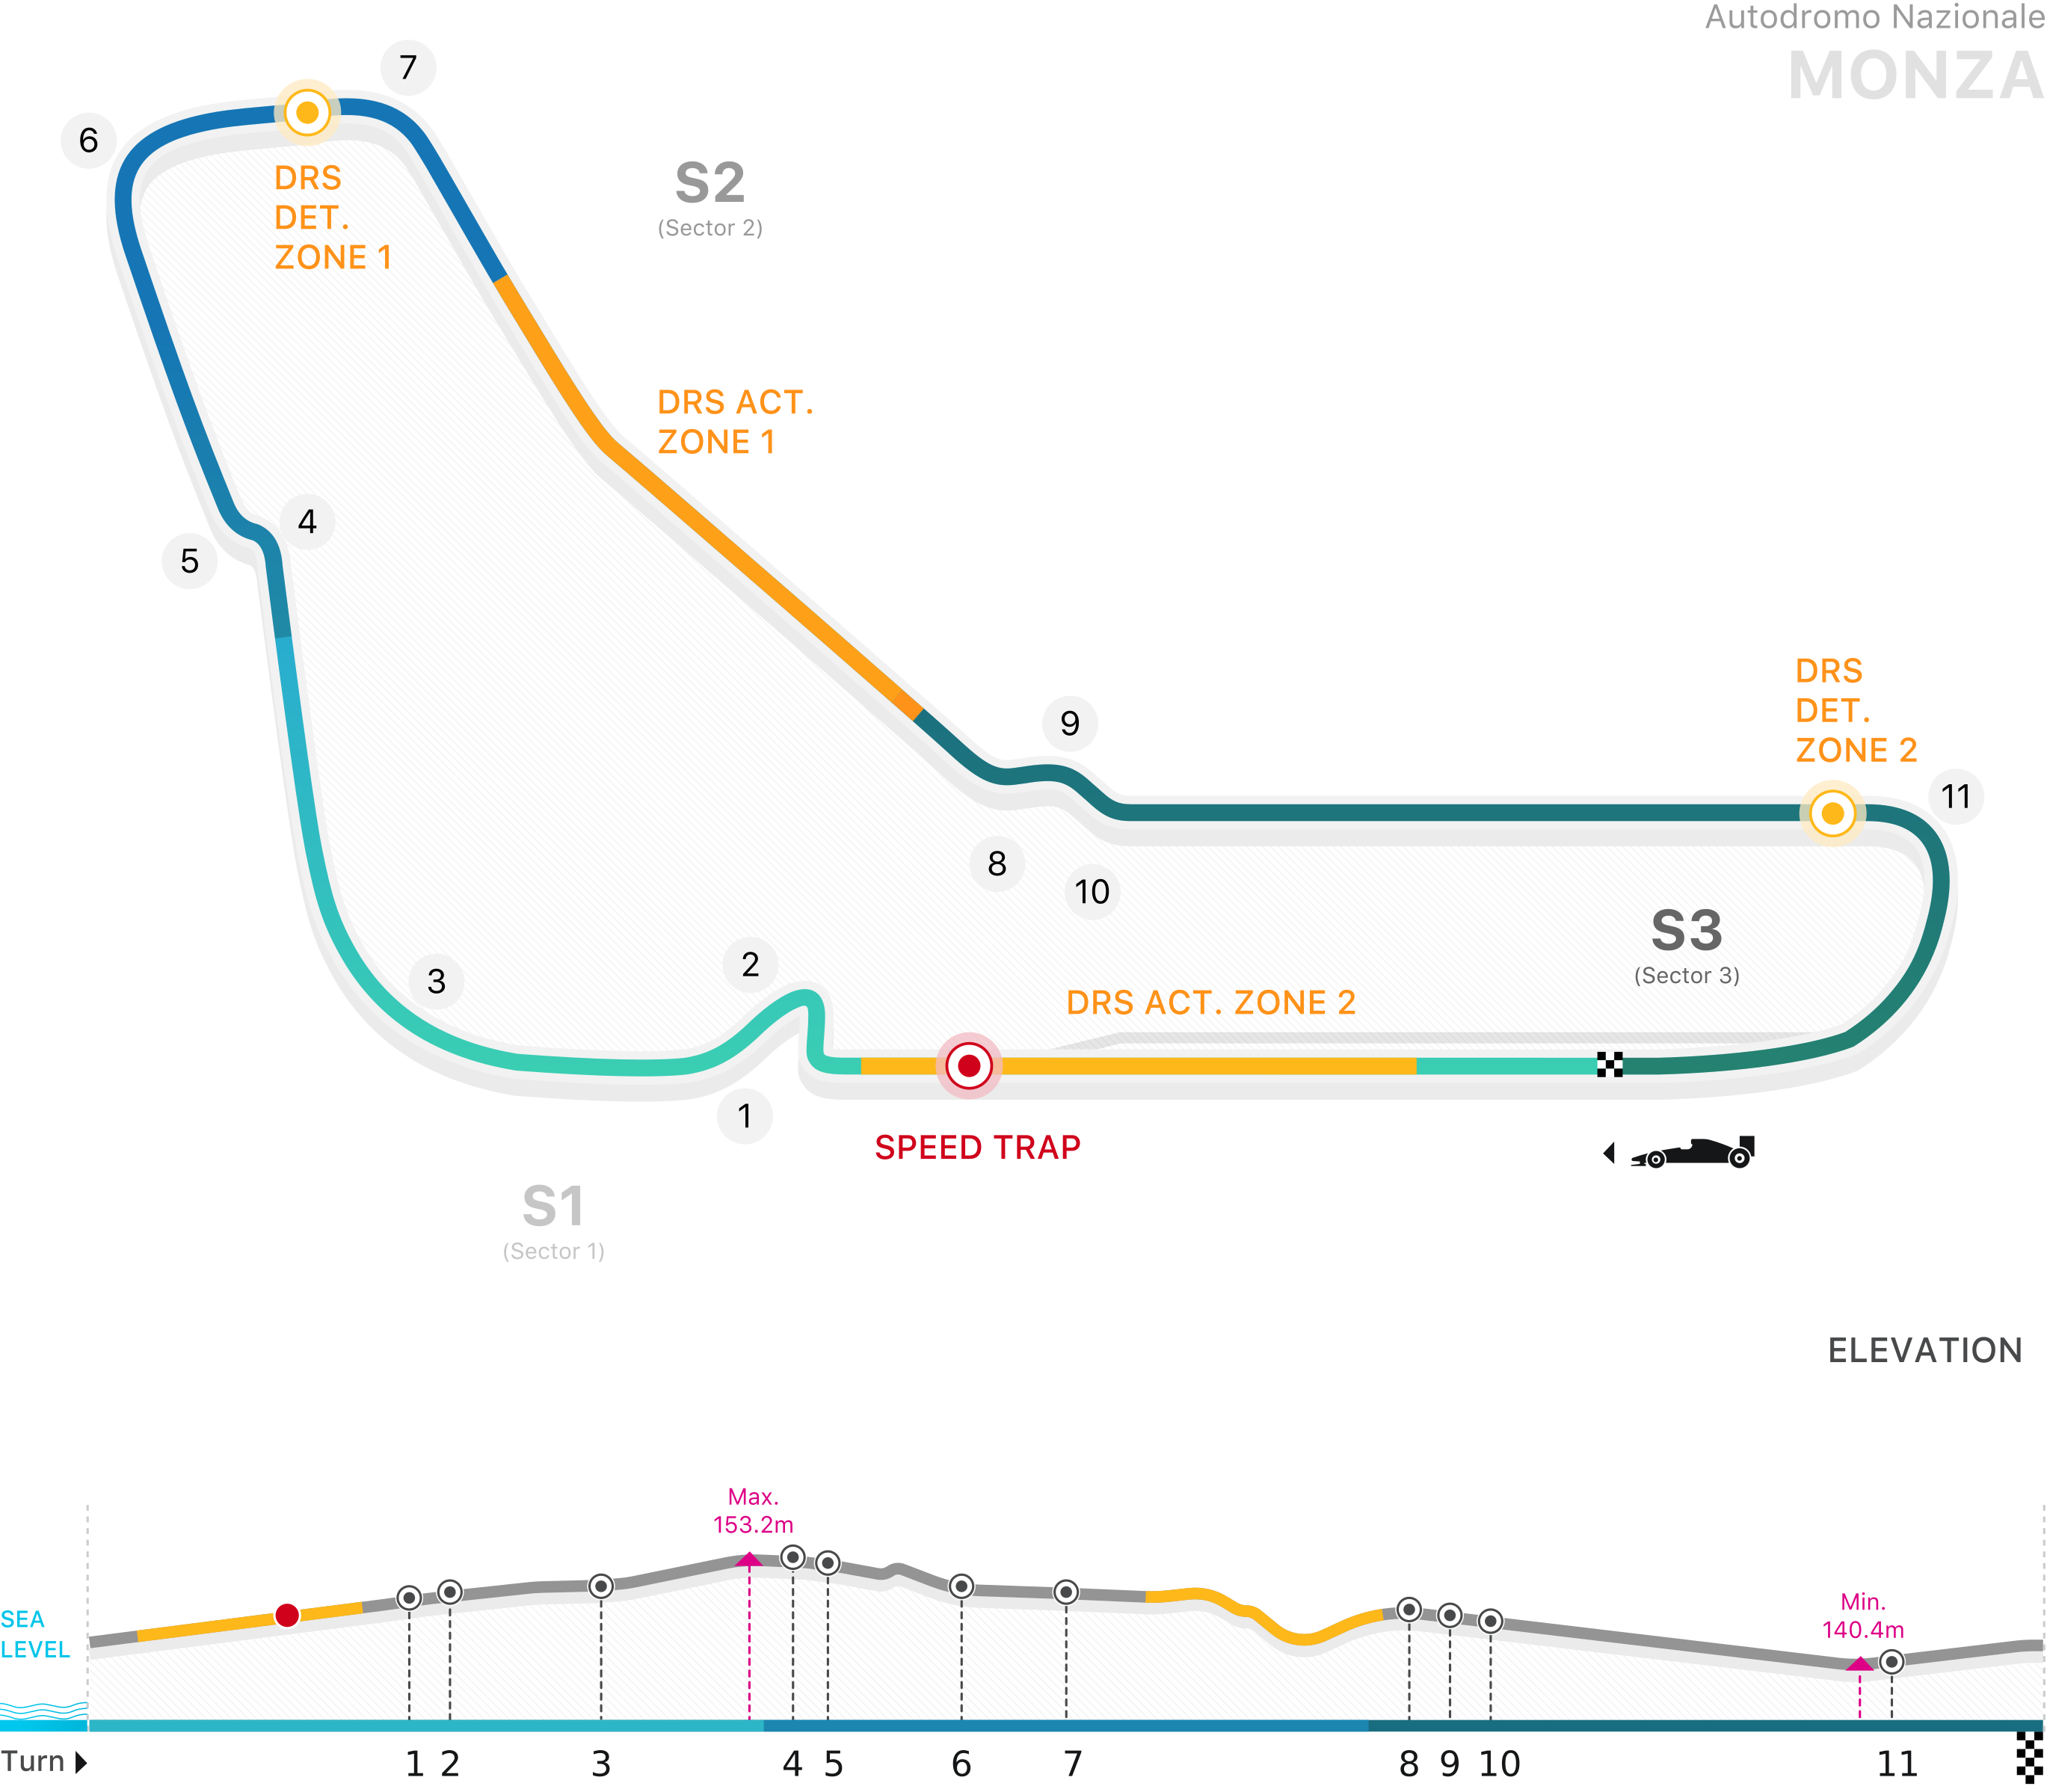 Autodromo Nazionale
MONZA
7
6
DRS
DET.
ZONE 1
S2
(Sector 2)
DRS ACT.
ZONE 1
4
5
9
DRS
DET.
ZONE 2
11
8
10
S3
(Sector 3)
3
2
DRS ACT. ZONE 2
1
SPEED TRAP
S1
(Sector 1)
ELEVATION
Max.
153.2m
Min.
140.4m
SEA
LEVEL
Turn 1 2 3 4 5 6 7 8 9 10 11